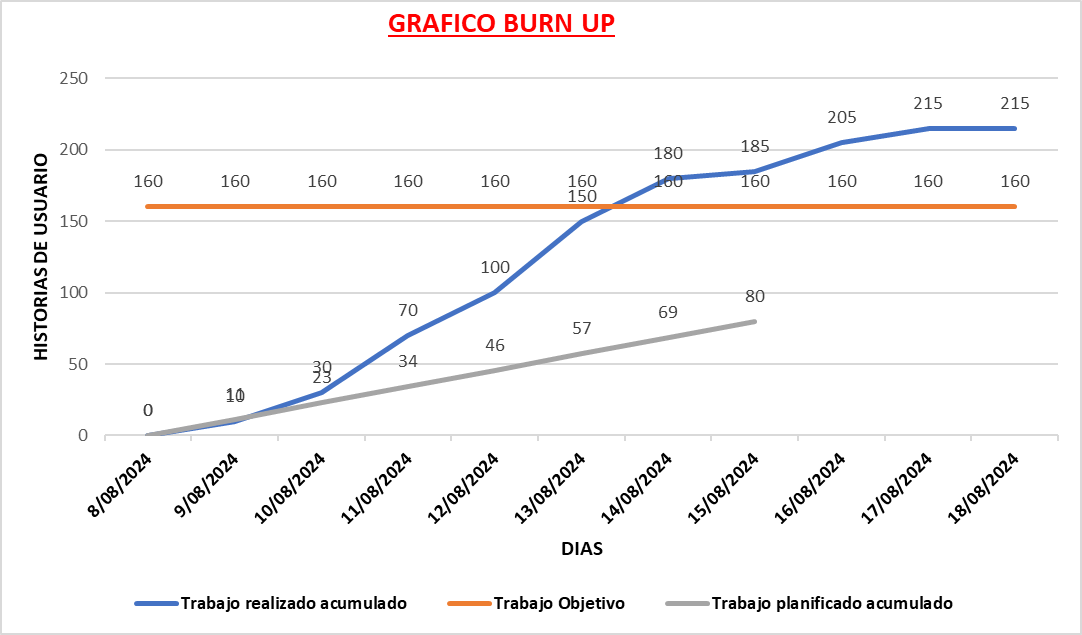 GRAFICO BURN UP
HISTORIAS DE USUARIO
250
200
150
100
50
0
160 160 160 160 160 160 160 160 160 160 160
0 10 30 70 100 150 180 185 205 215 215
0 11 23 34 46 57 69 80
8/08/2024
9/08/2024
10/08/2024
11/08/2024
12/08/2024
13/08/2024
14/08/2024
15/08/2024
16/08/2024
17/08/2024
18/08/2024
DIAS
Trabajo realizado acumulado
Trabajo Objetivo
Trabajo planificado acumulado